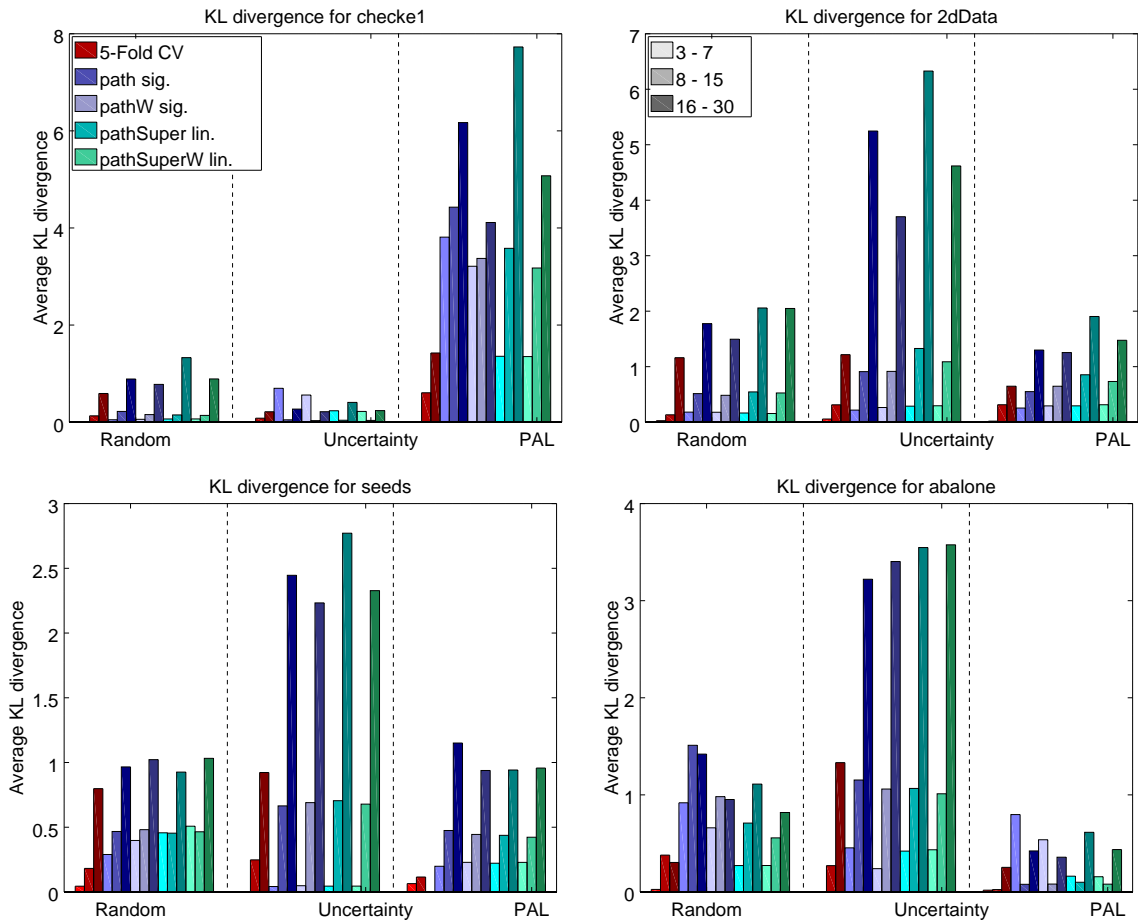 KL divergence for checke1
8
6
4
2
0
Average KL divergence
5-Fold CV
path sig.
pathW sig.
pathSuper lin.
pathSuperW lin.
Random
Uncertainty
PAL
KL divergence for 2dData
7
6
5
4
3
2
1
0
Average KL divergence
3 - 7
8 - 15
16 - 30
Random
Uncertainty
PAL
KL divergence for seeds
3
2.5
2
1.5
1
0.5
0
Average KL divergence
Random
Uncertainty
PAL
KL divergence for abalone
4
3
2
1
0
Average KL divergence
Random
Uncertainty
PAL